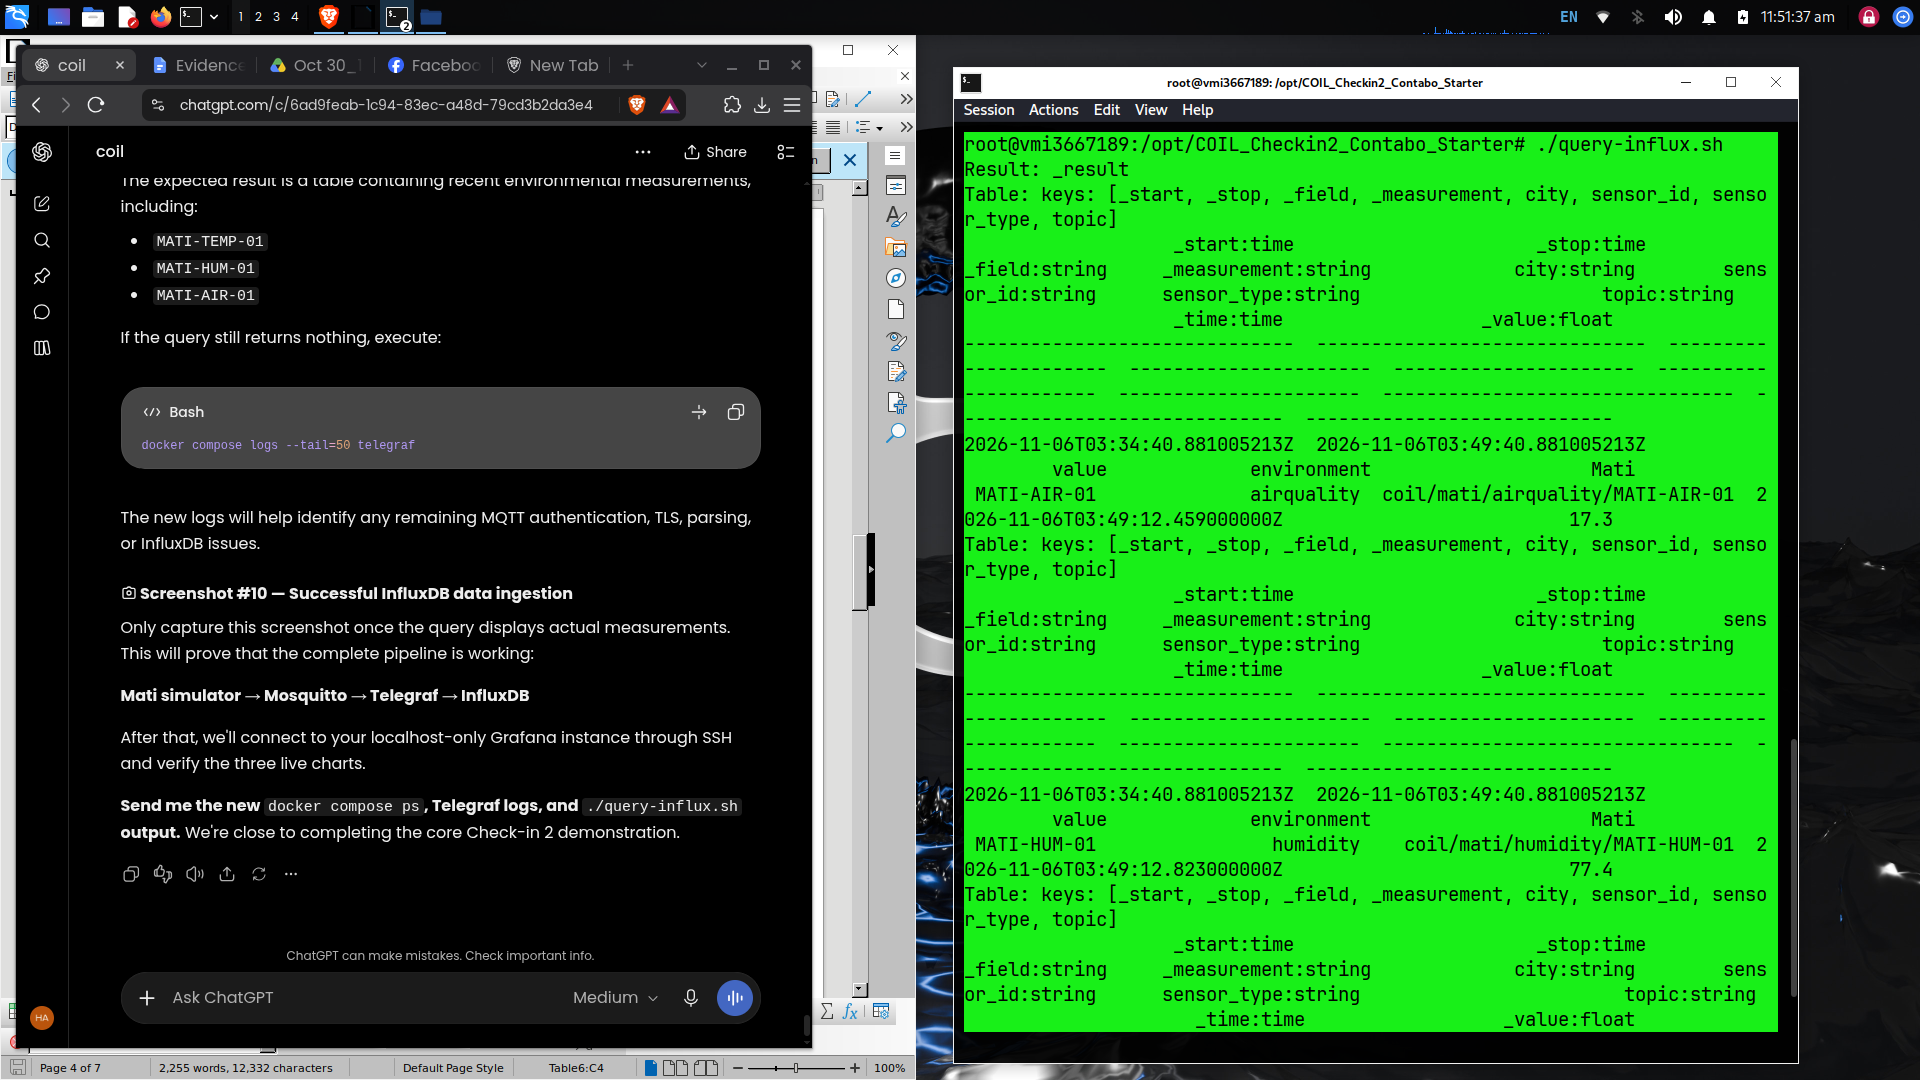 1 2 3 4
2
EN
11:51:37 am
coil
Evidence
Oct 30_
Faceboo
New Tab
chatgpt.com/c/6ad9feab-1c94-83ec-a48d-79cd3b2da3e4
coil
Share
The expected result is a table containing recent environmental measurements,
including:
MATI-TEMP-01
MATI-HUM-01
MATI-AIR-01
If the query still returns nothing, execute:
Bash
docker compose logs --tail=50 telegraf
The new logs will help identify any remaining MQTT authentication, TLS, parsing,
or InfluxDB issues.
Screenshot #10 — Successful InfluxDB data ingestion
Only capture this screenshot once the query displays actual measurements.
This will prove that the complete pipeline is working:
Mati simulator → Mosquitto → Telegraf → InfluxDB
After that, we'll connect to your localhost-only Grafana instance through SSH
and verify the three live charts.
Send me the new docker compose ps, Telegraf logs, and ./query-influx.sh
output. We're close to completing the core Check-in 2 demonstration.
ChatGPT can make mistakes. Check important info.
Ask ChatGPT
Medium
HA
Page 4 of 7
2,255 words, 12,332 characters
Default Page Style
Table6:C4
100%
root@vmi3667189: /opt/COIL_Checkin2_Contabo_Starter
Session Actions Edit View Help
root@vmi3667189:/opt/COIL_Checkin2_Contabo_Starter# ./query-influx.sh
Result: _result
Table: keys: [_start, _stop, _field, _measurement, city, sensor_id, senso
r_type, topic]
_start:time _stop:time
_field:string _measurement:string city:string sens
or_id:string sensor_type:string topic:string
_time:time _value:float
------------------------------ ------------------------------ ---------
------------- ---------------------- ---------------------- ----------
------------ ---------------------- -------------------------------- -
----------------------------- ----------------------------
2026-11-06T03:34:40.881005213Z 2026-11-06T03:49:40.881005213Z
value environment Mati
MATI-AIR-01 airquality coil/mati/airquality/MATI-AIR-01 2
026-11-06T03:49:12.459000000Z 17.3
Table: keys: [_start, _stop, _field, _measurement, city, sensor_id, senso
r_type, topic]
_start:time _stop:time
_field:string _measurement:string city:string sens
or_id:string sensor_type:string topic:string
_time:time _value:float
------------------------------ ------------------------------ ---------
------------- ---------------------- ---------------------- ----------
------------ ---------------------- -------------------------------- -
----------------------------- ----------------------------
2026-11-06T03:34:40.881005213Z 2026-11-06T03:49:40.881005213Z
value environment Mati
MATI-HUM-01 humidity coil/mati/humidity/MATI-HUM-01 2
026-11-06T03:49:12.823000000Z 77.4
Table: keys: [_start, _stop, _field, _measurement, city, sensor_id, senso
r_type, topic]
_start:time _stop:time
_field:string _measurement:string city:string sens
or_id:string sensor_type:string topic:string
_time:time _value:float